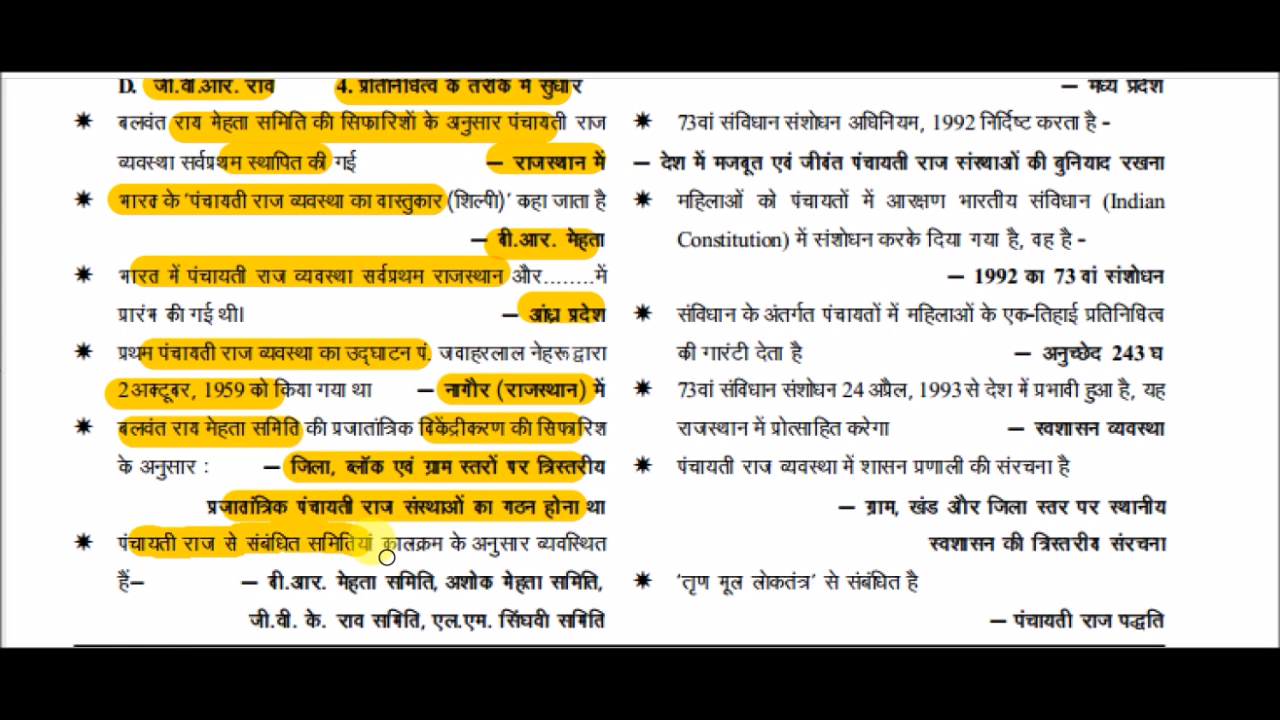 D. जी.वी.आर. राव 4. प्रतिनिधित्व के तरीके में सुधार
✷ बलवंत राय मेहता समिति की सिफारिशों के अनुसार पंचायती राज
व्यवस्था सर्वप्रथम स्थापित की गई – राजस्थान में
✷ भारत के 'पंचायती राज व्यवस्था का वास्तुकार (शिल्पी)' कहा जाता है
– बी.आर. मेहता
✷ भारत में पंचायती राज व्यवस्था सर्वप्रथम राजस्थान और........में
प्रारंभ की गई थी। – आंध्र प्रदेश
✷ प्रथम पंचायती राज व्यवस्था का उद्घाटन पं. जवाहरलाल नेहरू द्वारा
2 अक्टूबर, 1959 को किया गया था – नागौर (राजस्थान) में
✷ बलवंत राय मेहता समिति की प्रजातांत्रिक विकेंद्रीकरण की सिफारिश
के अनुसार : – जिला, ब्लॉक एवं ग्राम स्तरों पर त्रिस्तरीय
प्रजातांत्रिक पंचायती राज संस्थाओं का गठन होना था
✷ पंचायती राज से संबंधित समितियां कालक्रम के अनुसार व्यवस्थित
हैं– – बी.आर. मेहता समिति, अशोक मेहता समिति,
जी.वी. के. राव समिति, एल.एम. सिंघवी समिति
– मध्य प्रदेश
✷ 73वां संविधान संशोधन अधिनियम, 1992 निर्दिष्ट करता है -
– देश में मजबूत एवं जीवंत पंचायती राज संस्थाओं की बुनियाद रखना
✷ महिलाओं को पंचायतों में आरक्षण भारतीय संविधान (Indian
Constitution) में संशोधन करके दिया गया है, वह है -
– 1992 का 73 वां संशोधन
✷ संविधान के अंतर्गत पंचायतों में महिलाओं के एक-तिहाई प्रतिनिधित्व
की गारंटी देता है – अनुच्छेद 243 घ
✷ 73वां संविधान संशोधन 24 अप्रैल, 1993 से देश में प्रभावी हुआ है, यह
राजस्थान में प्रोत्साहित करेगा – स्वशासन व्यवस्था
✷ पंचायती राज व्यवस्था में शासन प्रणाली की संरचना है
– ग्राम, खंड और जिला स्तर पर स्थानीय
स्वशासन की त्रिस्तरीय संरचना
✷ 'तृण मूल लोकतंत्र' से संबंधित है
– पंचायती राज पद्धति